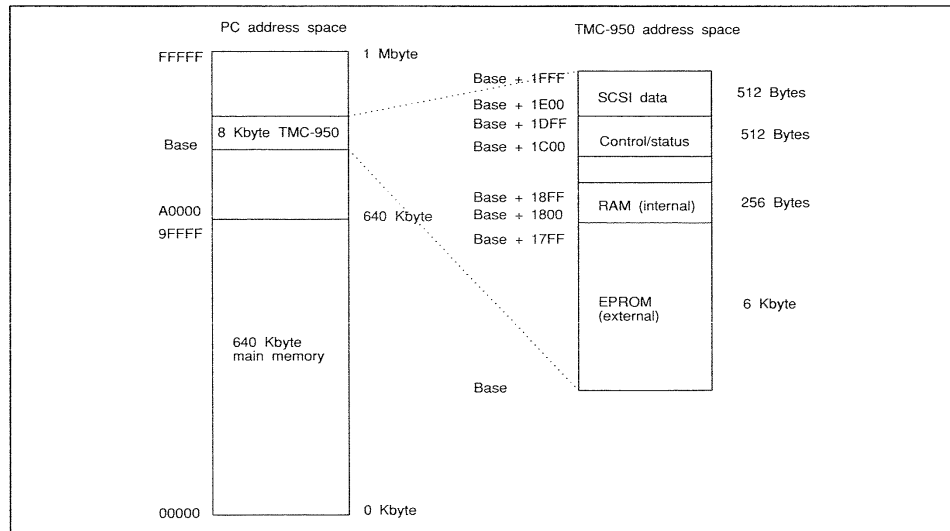 PC address space
FFFFF
1 Mbyte
8 Kbyte TMC-950
Base
A0000
640 Kbyte
9FFFF
640 Kbyte
main memory
00000
0 Kbyte
TMC-950 address space
Base + 1FFF
SCSI data
512 Bytes
Base + 1E00
Base + 1DFF
Control/status
512 Bytes
Base + 1C00
Base + 18FF
RAM (internal)
256 Bytes
Base + 1800
Base + 17FF
EPROM
(external)
6 Kbyte
Base